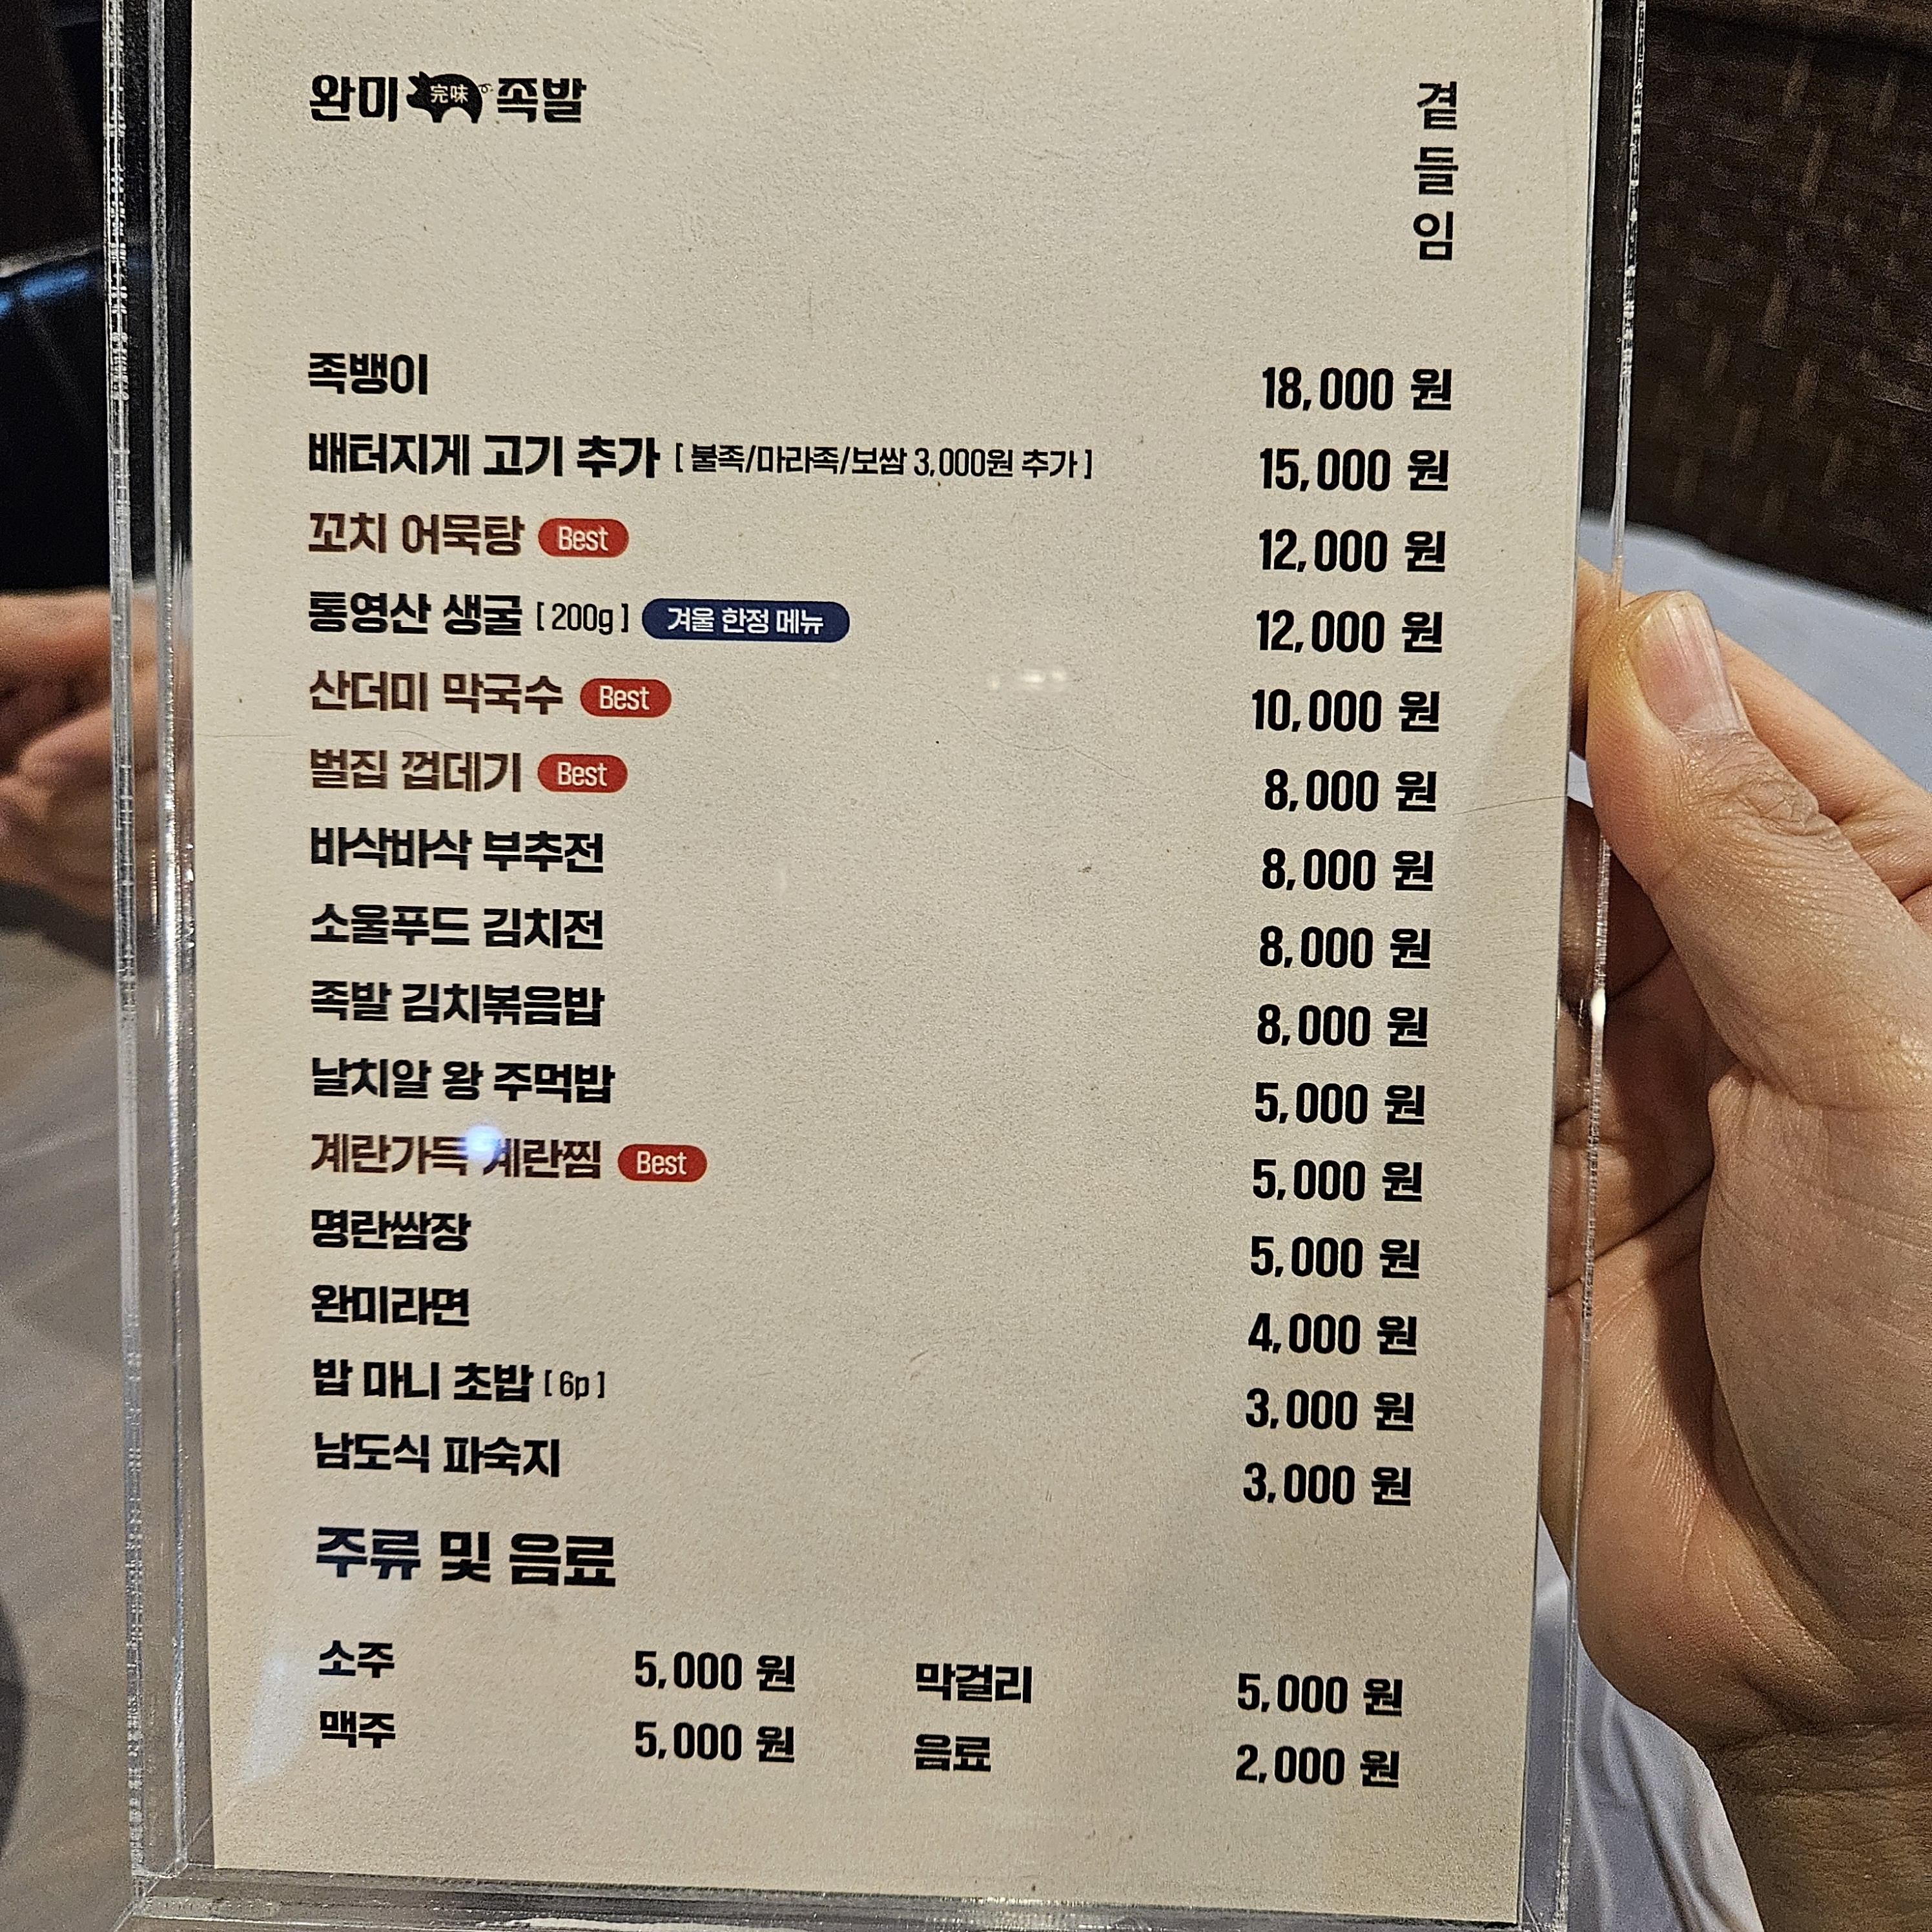 완미 完味 족발
곁들임
족뱅이 18,000 원
배터지게 고기 추가 [ 불족/마라족/보쌈 3,000원 추가 ] 15,000 원
꼬치 어묵탕 Best 12,000 원
통영산 생굴 [ 200g ] 겨울 한정 메뉴 12,000 원
산더미 막국수 Best 10,000 원
벌집 껍데기 Best 8,000 원
바삭바삭 부추전 8,000 원
소울푸드 김치전 8,000 원
족발 김치볶음밥 8,000 원
날치알 왕 주먹밥 5,000 원
계란가득 계란찜 Best 5,000 원
명란쌈장 5,000 원
완미라면 4,000 원
밥 마니 초밥 [ 6p ] 3,000 원
남도식 파숙지 3,000 원
주류 및 음료
소주 5,000 원 막걸리 5,000 원
맥주 5,000 원 음료 2,000 원